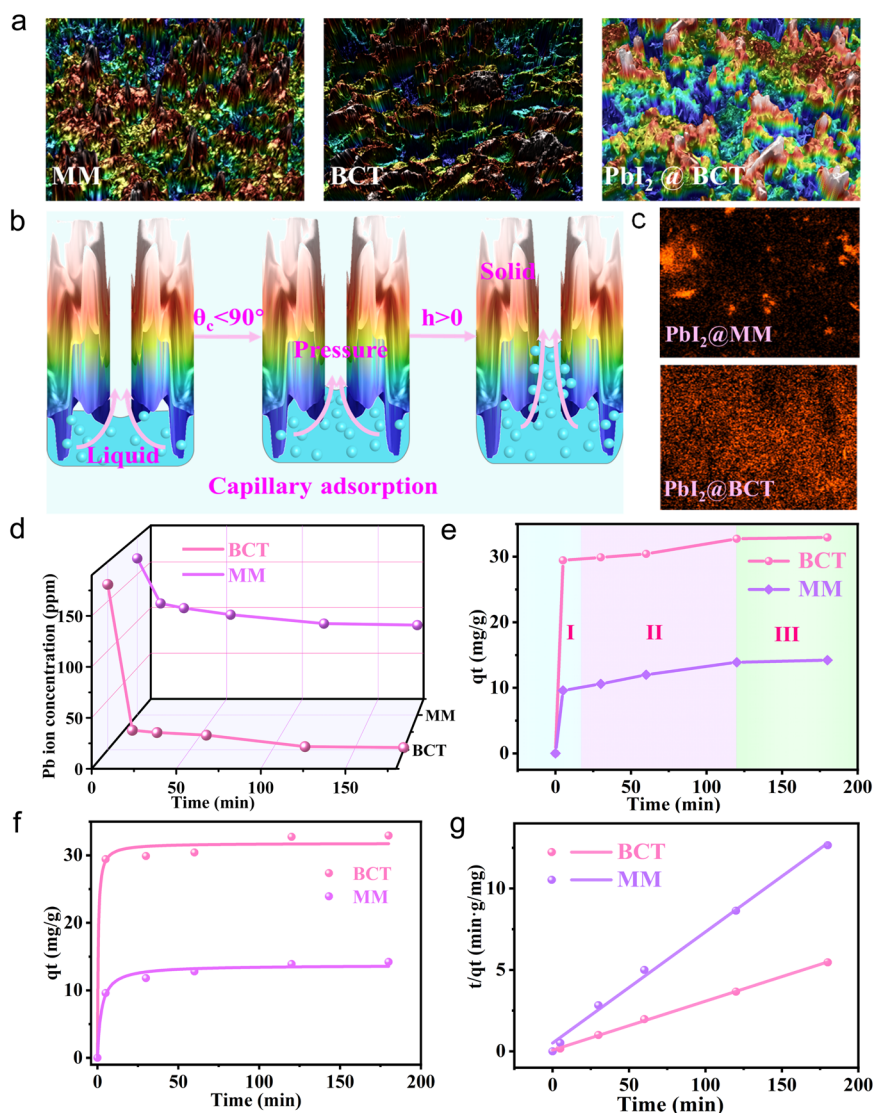 a
MM
BCT
PbI₂ @ BCT
b
θc<90°
Pressure
h>0
Solid
Liquid
Capillary adsorption
c
PbI₂@MM
PbI₂@BCT
d
Pb ion concentration (ppm)
150
100
50
0
BCT
MM
MM
BCT
0 50 100 150
Time (min)
e
qt (mg/g)
30
20
10
0
BCT
MM
I II III
0 50 100 150 200
Time (min)
f
qt (mg/g)
30
20
10
0
BCT
MM
0 50 100 150 200
Time (min)
g
t/qt (min·g/mg)
10
5
0
BCT
MM
0 50 100 150 200
Time (min)